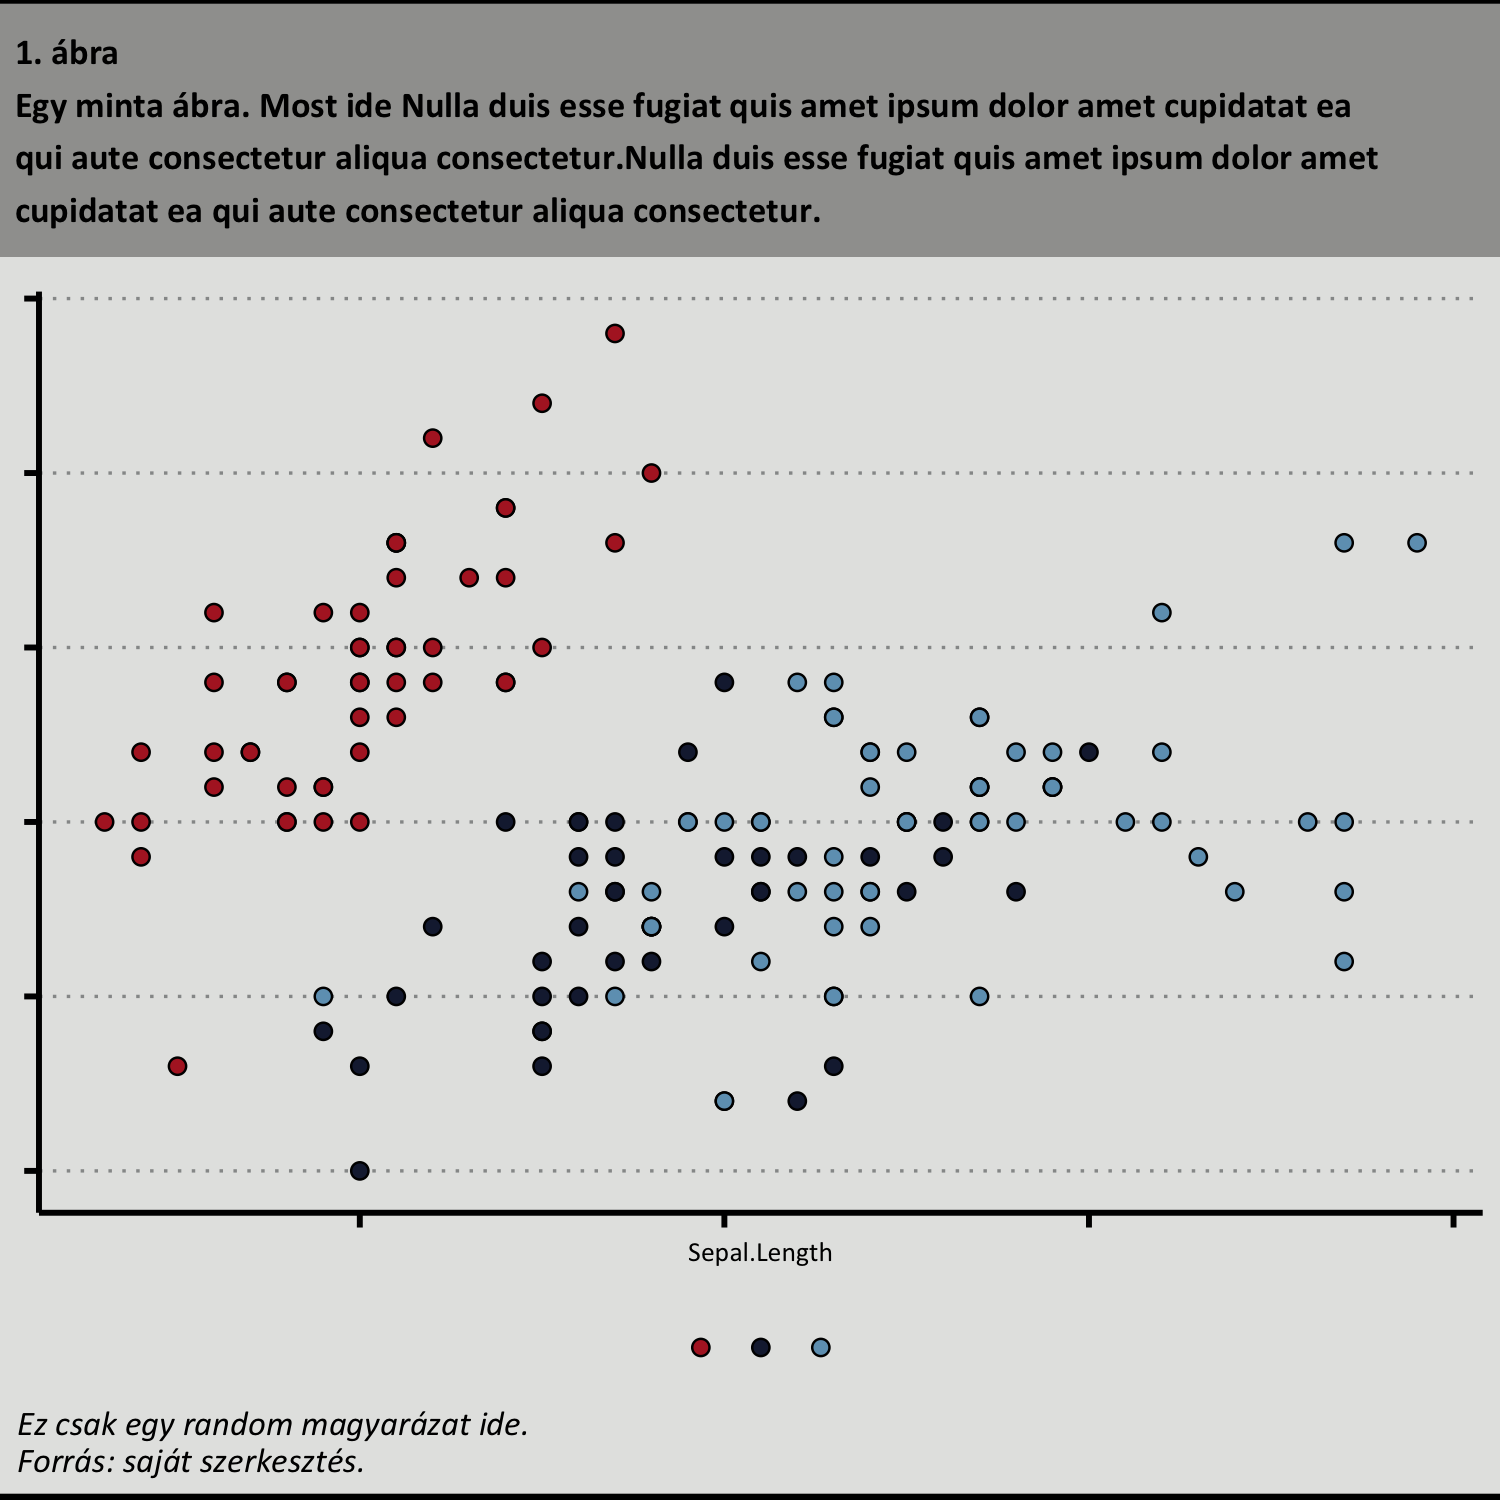 1. ábra
Egy minta ábra. Most ide Nulla duis esse fugiat quis amet ipsum dolor amet cupidatat ea
qui aute consectetur aliqua consectetur.Nulla duis esse fugiat quis amet ipsum dolor amet
cupidatat ea qui aute consectetur aliqua consectetur.
Sepal.Length
Ez csak egy random magyarázat ide.
Forrás: saját szerkesztés.